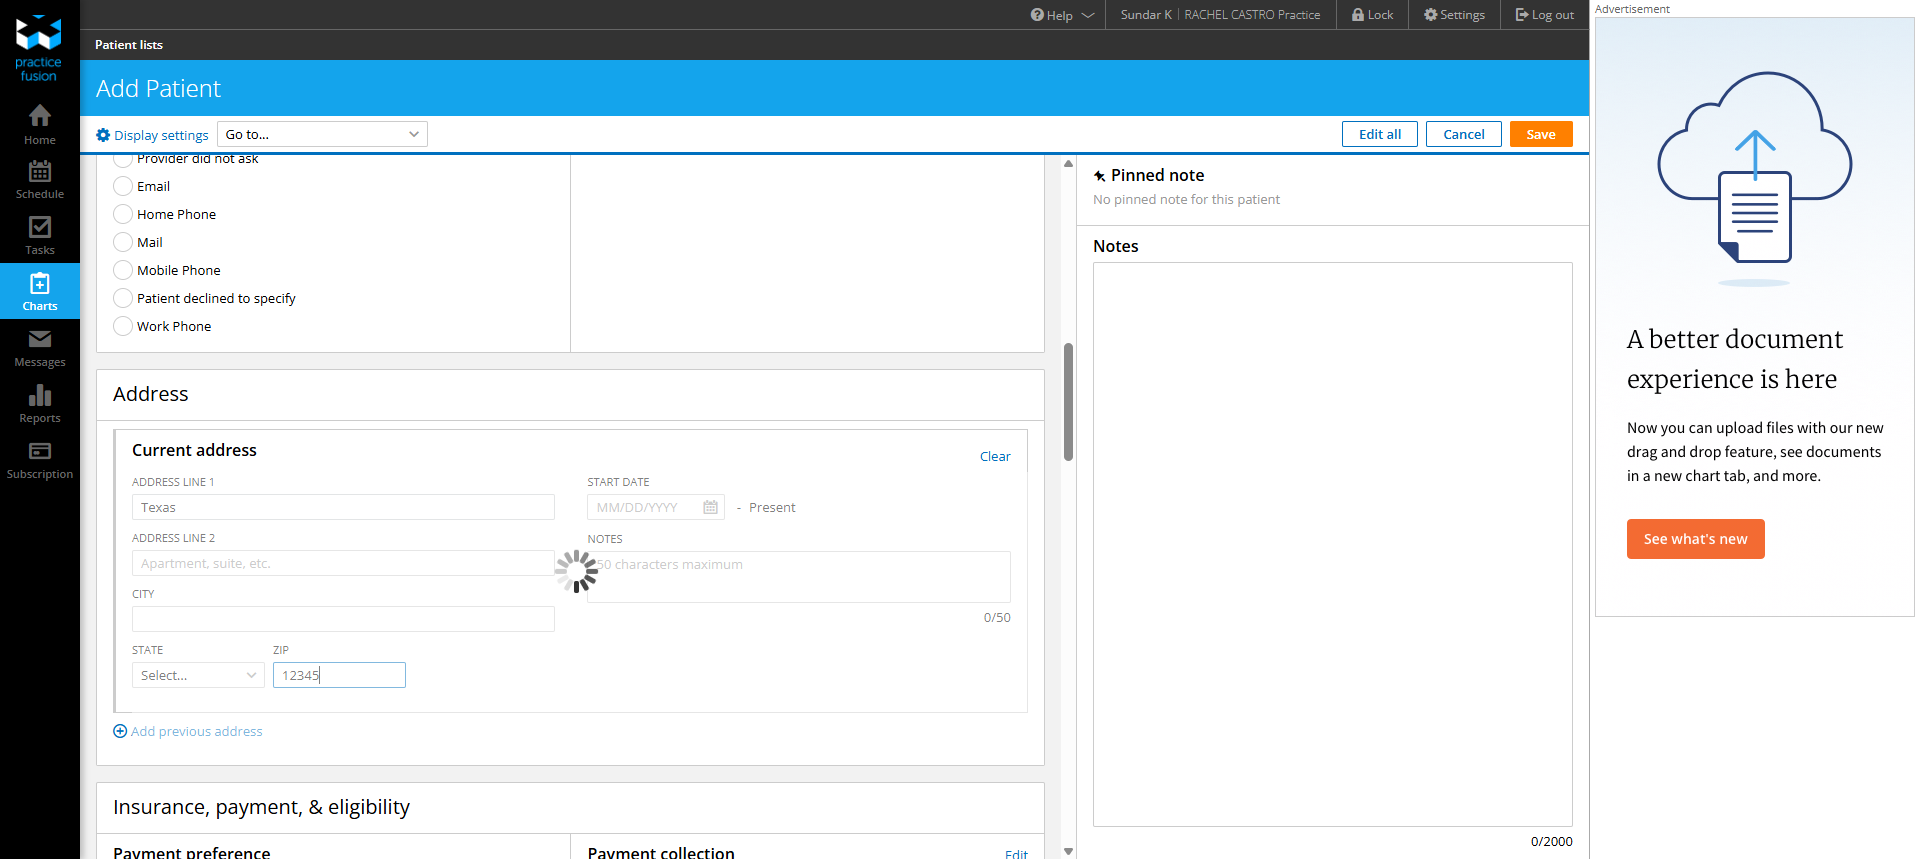 practice
fusion
Home
Schedule
Tasks
Charts
Messages
Reports
Subscription
Help
Sundar K
RACHEL CASTRO Practice
Lock
Settings
Log out
Patient lists
Add Patient
Display settings
Go to...
Edit all
Cancel
Save
Provider did not ask
Email
Home Phone
Mail
Mobile Phone
Patient declined to specify
Work Phone
Address
Current address
Clear
ADDRESS LINE 1
Texas
ADDRESS LINE 2
Apartment, suite, etc.
CITY
STATE
ZIP
Select...
12345
START DATE
MM/DD/YYYY
- Present
NOTES
50 characters maximum
0/50
Add previous address
Insurance, payment, & eligibility
Payment preference
Payment collection
Edit
Pinned note
No pinned note for this patient
Notes
0/2000
Advertisement
A better document
experience is here
Now you can upload files with our new
drag and drop feature, see documents
in a new chart tab, and more.
See what's new